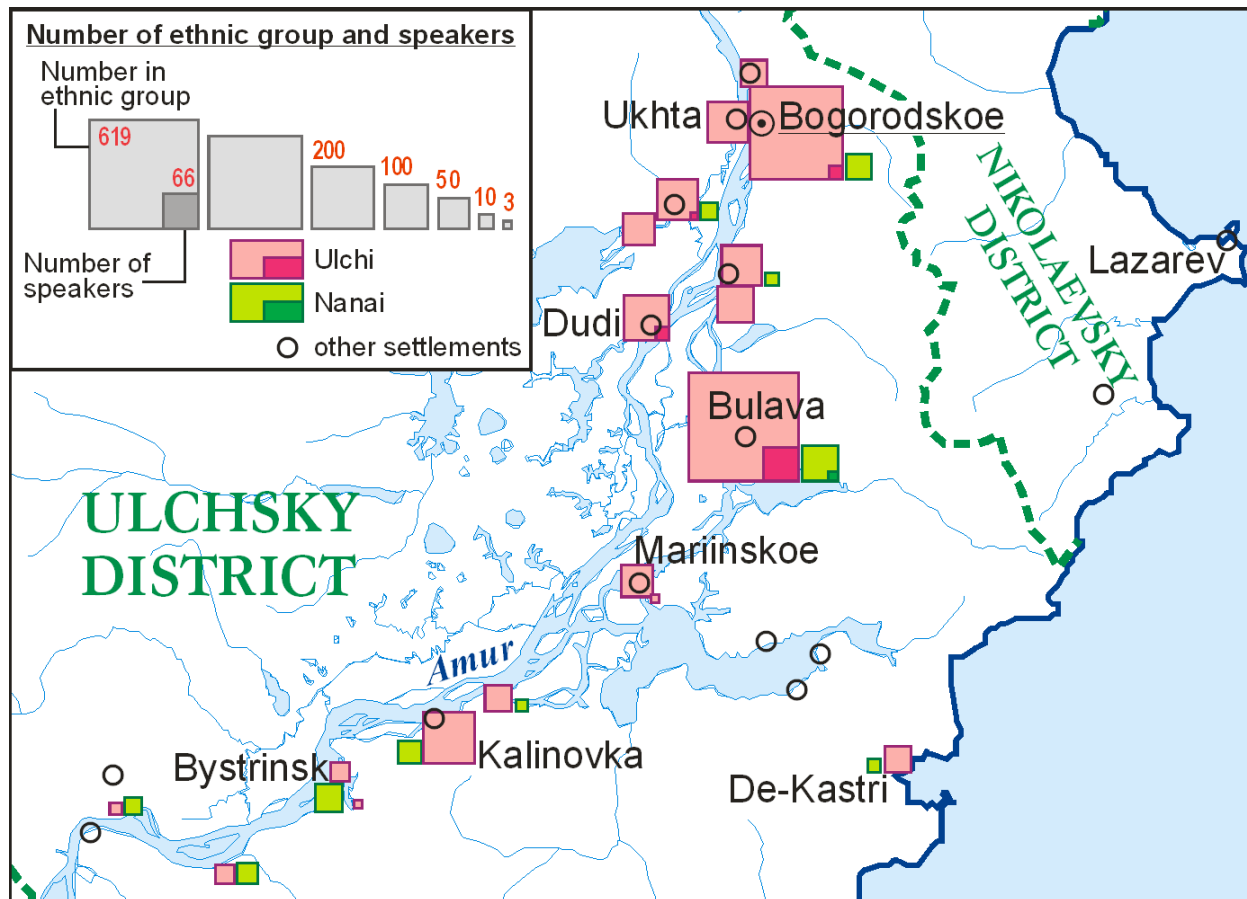 Number of ethnic group and speakers
Number in
ethnic group
619
66
200
100
50
10
3
Number of
speakers
Ulchi
Nanai
other settlements
Ukhta
Bogorodskoe
NIKOLAEVSKY
DISTRICT
Lazarev
Dudi
Bulava
ULCHSKY
DISTRICT
Mariinskoe
Amur
Bystrinsk
Kalinovka
De-Kastri